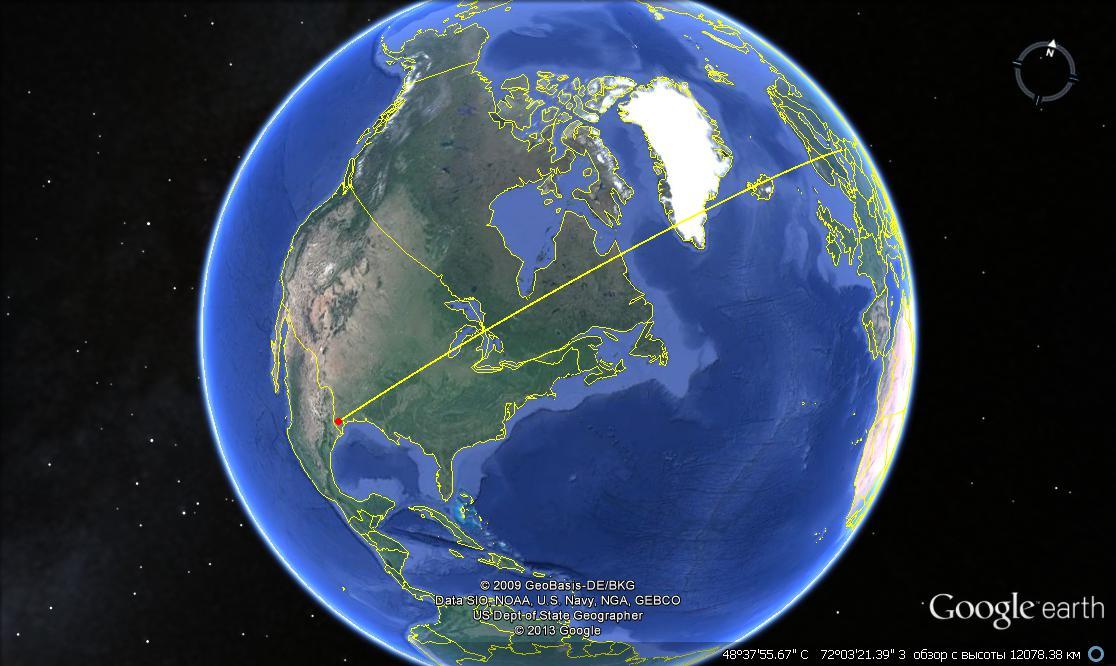 N
© 2009 GeoBasis-DE/BKG
Data SIO, NOAA, U.S. Navy, NGA, GEBCO
US Dept of State Geographer
© 2013 Google
Google earth
48°37'55.67" С 72°03'21.39" З обзор с высоты 12078.38 км